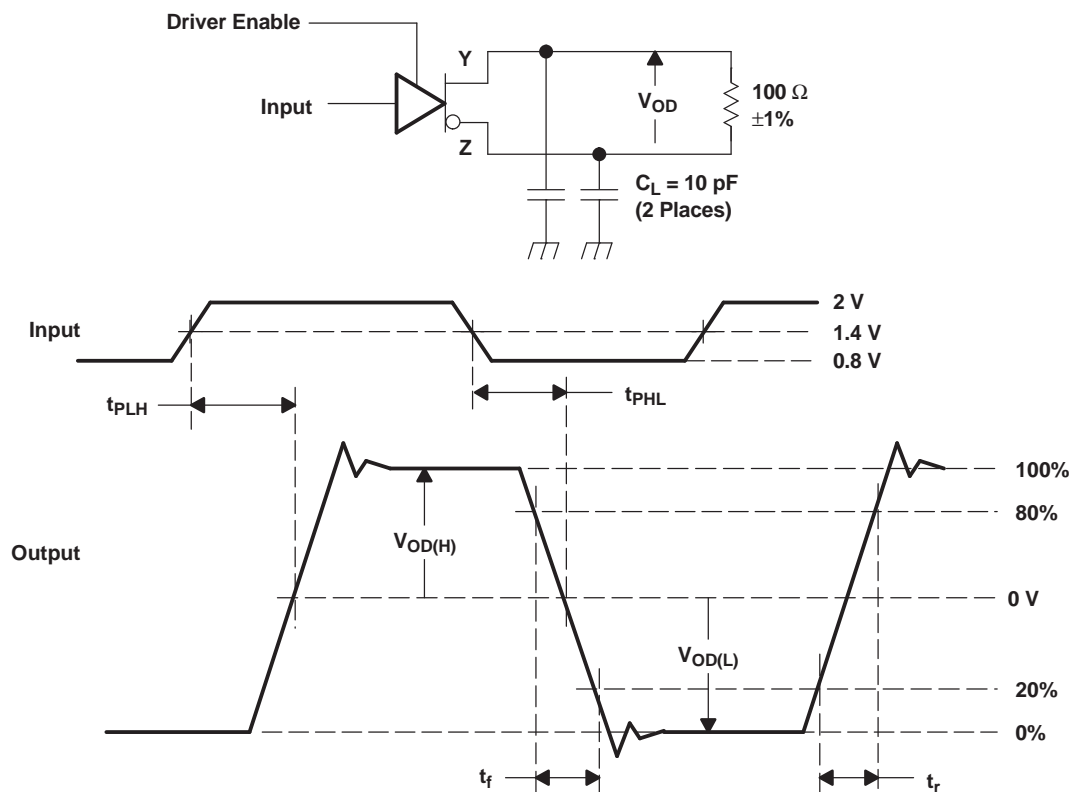 Driver Enable
Y
Input
V_OD
100 Ω
±1%
Z
C_L = 10 pF
(2 Places)
2 V
Input
1.4 V
0.8 V
t_PLH
t_PHL
100%
80%
V_OD(H)
Output
0 V
V_OD(L)
20%
0%
t_f
t_r